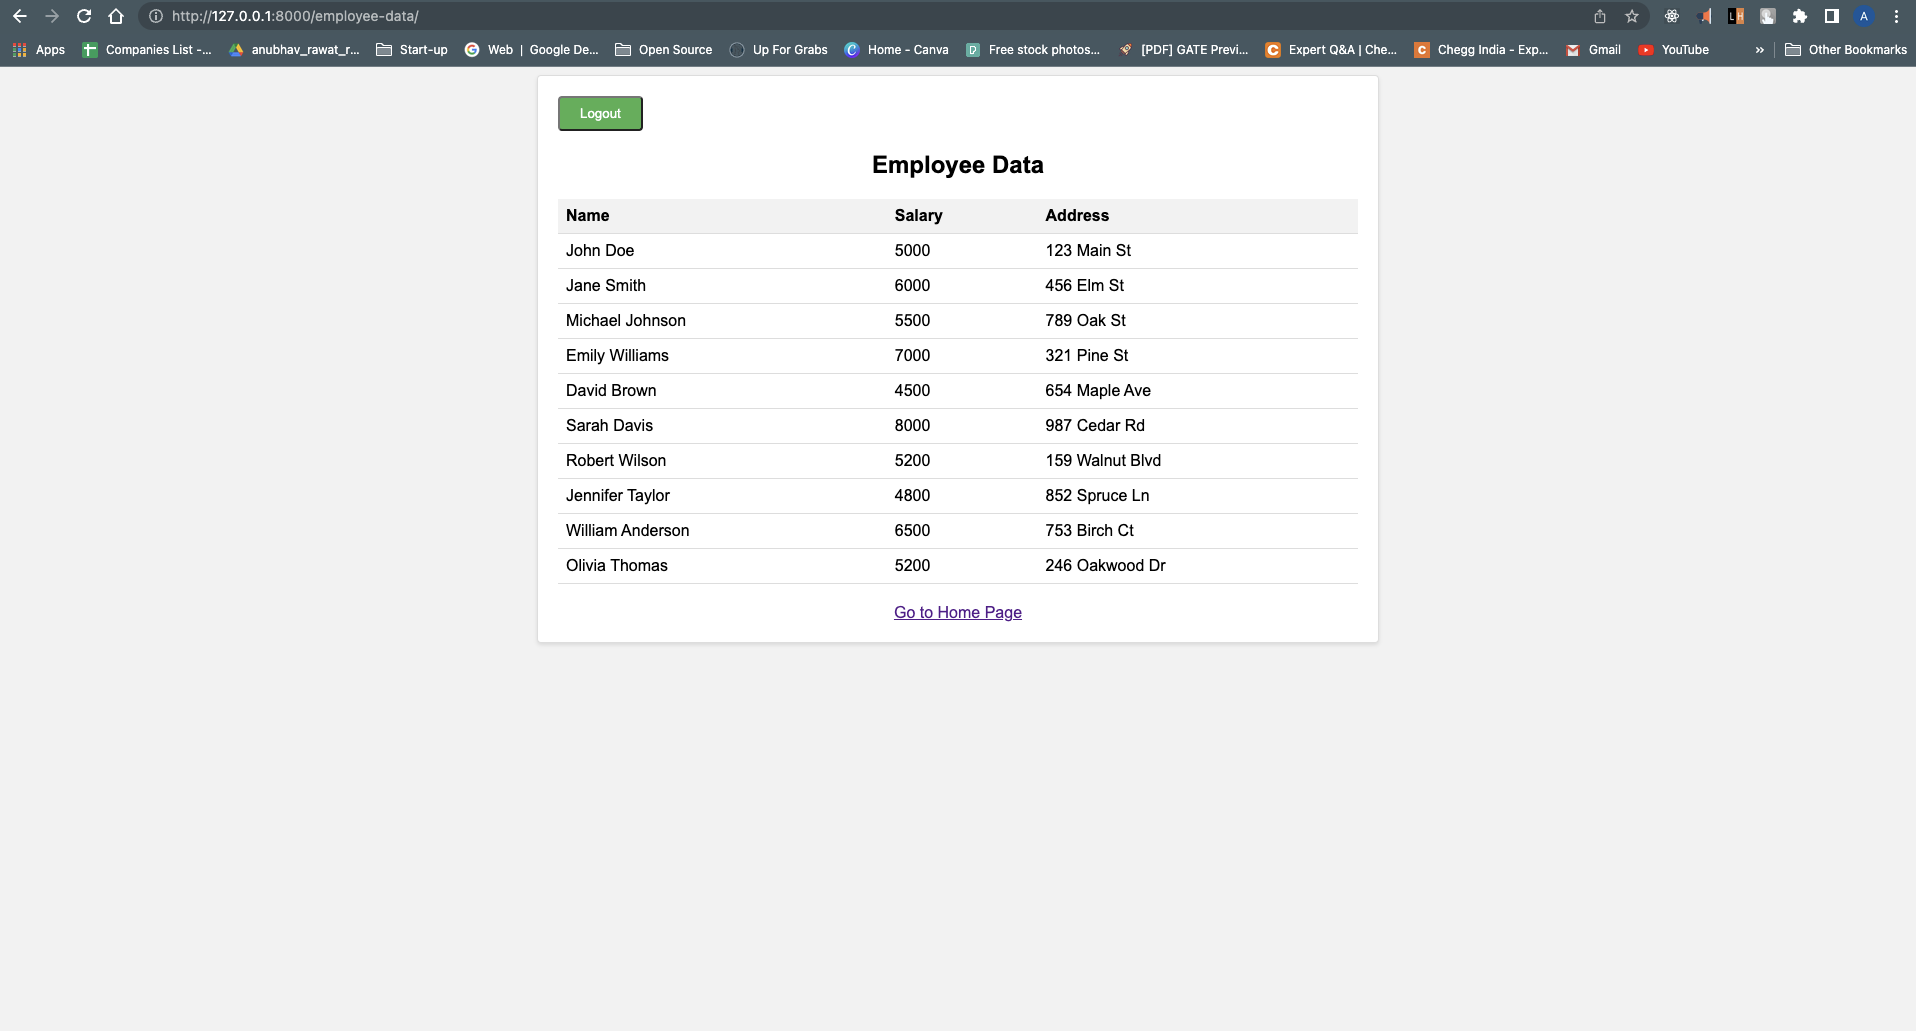 http://127.0.0.1:8000/employee-data/
A
Apps Companies List -... anubhav_rawat_r... Start-up Web | Google De... Open Source Up For Grabs Home - Canva Free stock photos... [PDF] GATE Previ... Expert Q&A | Che... Chegg India - Exp... Gmail YouTube » Other Bookmarks
Logout
Employee Data
Name Salary Address
John Doe 5000 123 Main St
Jane Smith 6000 456 Elm St
Michael Johnson 5500 789 Oak St
Emily Williams 7000 321 Pine St
David Brown 4500 654 Maple Ave
Sarah Davis 8000 987 Cedar Rd
Robert Wilson 5200 159 Walnut Blvd
Jennifer Taylor 4800 852 Spruce Ln
William Anderson 6500 753 Birch Ct
Olivia Thomas 5200 246 Oakwood Dr
Go to Home Page